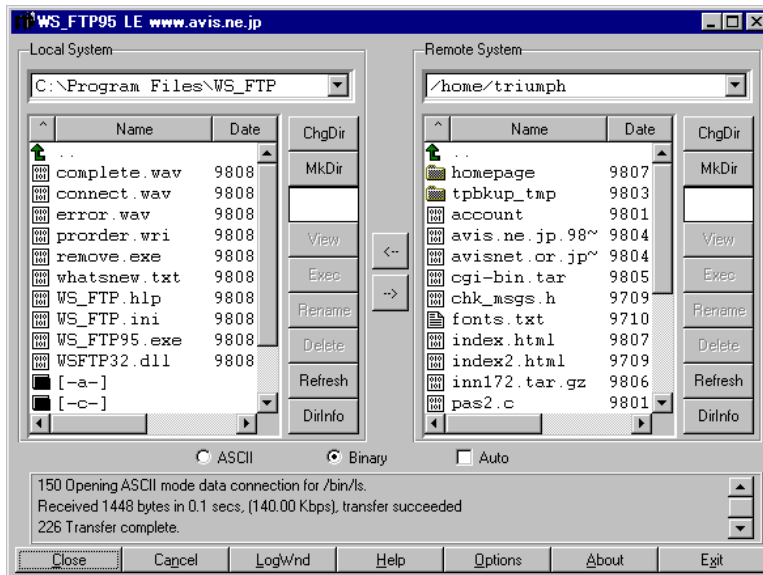 WS_FTP95 LE www.avis.ne.jp
Local System
C:\Program Files\WS_FTP
^ Name Date
..
complete.wav 9808
connect.wav 9808
error.wav 9808
prorder.wri 9808
remove.exe 9808
whatsnew.txt 9808
WS_FTP.hlp 9808
WS_FTP.ini 9808
WS_FTP95.exe 9808
WSFTP32.dll 9808
[-a-]
[-c-]
ChgDir
MkDir
View
Exec
Rename
Delete
Refresh
DirInfo
<--
-->
Remote System
/home/triumph
^ Name Date
..
homepage 9807
tpbkup_tmp 9803
account 9801
avis.ne.jp.98~ 9804
avisnet.or.jp~ 9804
cgi-bin.tar 9805
chk_msgs.h 9709
fonts.txt 9710
index.html 9807
index2.html 9709
inn172.tar.gz 9806
pas2.c 9801
ChgDir
MkDir
View
Exec
Rename
Delete
Refresh
DirInfo
ASCII Binary Auto
150 Opening ASCII mode data connection for /bin/ls.
Received 1448 bytes in 0.1 secs, (140.00 Kbps), transfer succeeded
226 Transfer complete.
Close Cancel LogWnd Help Options About Exit